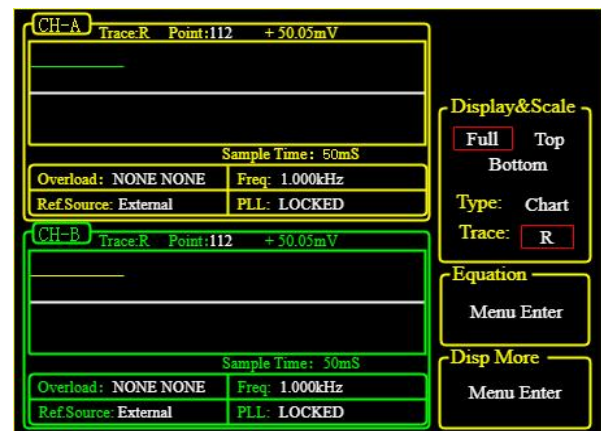 CH-A Trace:R Point:112 +50.05mV
Sample Time: 50mS
Overload: NONE NONE Freq: 1.000kHz
Ref.Source: External PLL: LOCKED
CH-B Trace:R Point:112 +50.05mV
Sample Time: 50mS
Overload: NONE NONE Freq: 1.000kHz
Ref.Source: External PLL: LOCKED
Display&Scale
Full Top
Bottom
Type: Chart
Trace: R
Equation
Menu Enter
Disp More
Menu Enter